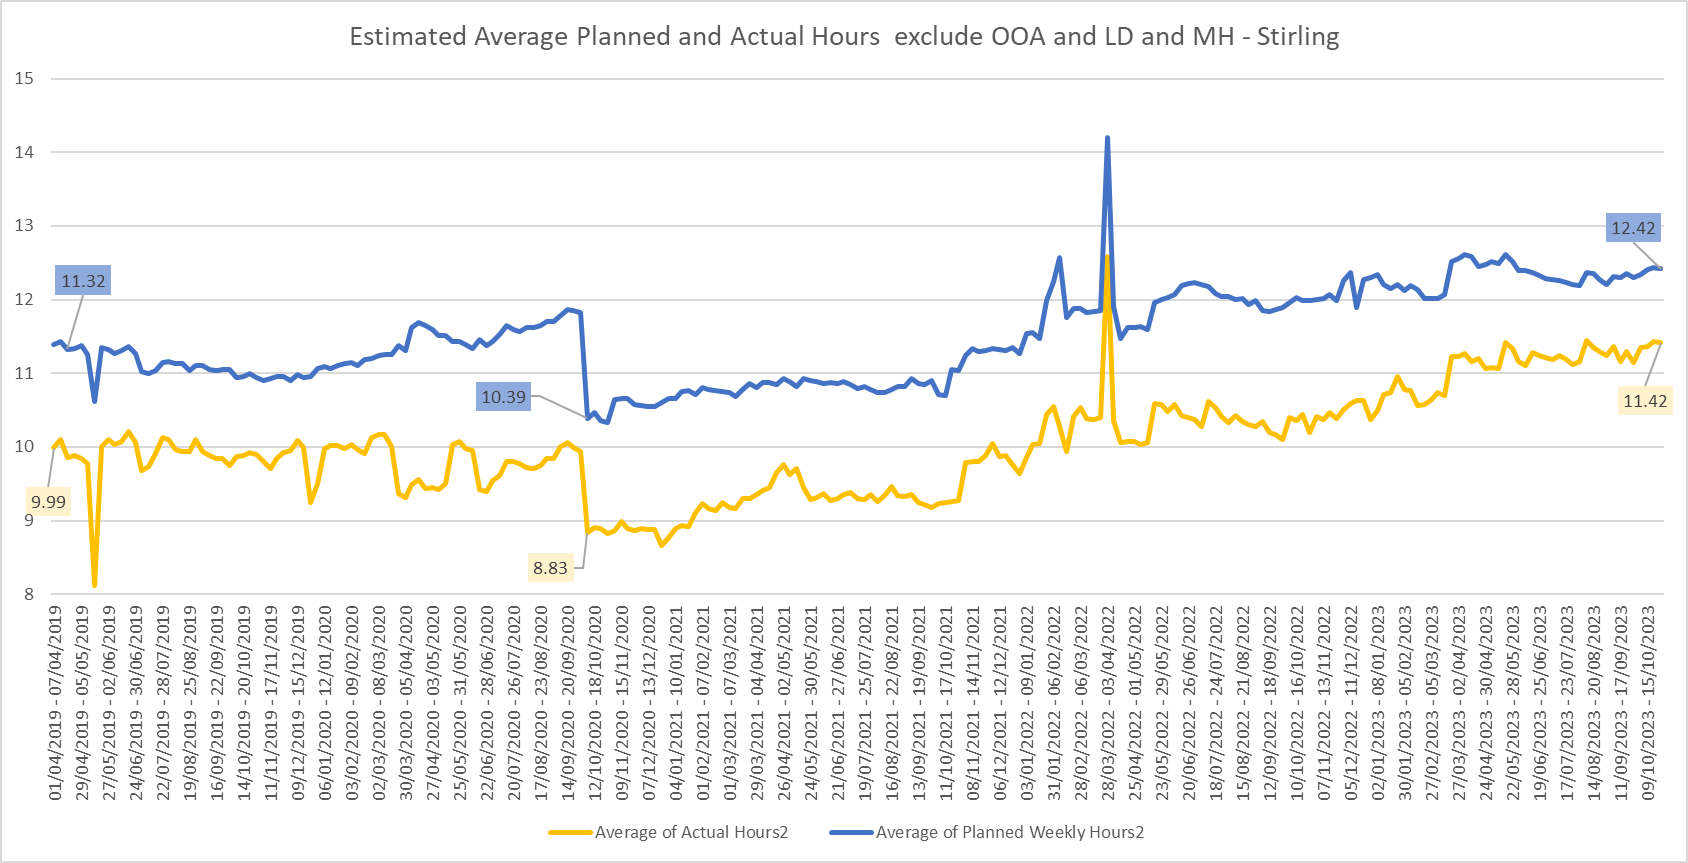 Estimated Average Planned and Actual Hours  exclude OOA and LD and MH - Stirling
15
14
13
12
11
10
9
8
11.32
9.99
10.39
8.83
12.42
11.42
01/04/2019 - 07/04/2019
29/04/2019 - 05/05/2019
27/05/2019 - 02/06/2019
24/06/2019 - 30/06/2019
22/07/2019 - 28/07/2019
19/08/2019 - 25/08/2019
16/09/2019 - 22/09/2019
14/10/2019 - 20/10/2019
11/11/2019 - 17/11/2019
09/12/2019 - 15/12/2019
06/01/2020 - 12/01/2020
03/02/2020 - 09/02/2020
02/03/2020 - 08/03/2020
30/03/2020 - 05/04/2020
27/04/2020 - 03/05/2020
25/05/2020 - 31/05/2020
22/06/2020 - 28/06/2020
20/07/2020 - 26/07/2020
17/08/2020 - 23/08/2020
14/09/2020 - 20/09/2020
12/10/2020 - 18/10/2020
09/11/2020 - 15/11/2020
07/12/2020 - 13/12/2020
04/01/2021 - 10/01/2021
01/02/2021 - 07/02/2021
01/03/2021 - 07/03/2021
29/03/2021 - 04/04/2021
26/04/2021 - 02/05/2021
24/05/2021 - 30/05/2021
21/06/2021 - 27/06/2021
19/07/2021 - 25/07/2021
16/08/2021 - 22/08/2021
13/09/2021 - 19/09/2021
11/10/2021 - 17/10/2021
08/11/2021 - 14/11/2021
06/12/2021 - 12/12/2021
03/01/2022 - 09/01/2022
31/01/2022 - 06/02/2022
28/02/2022 - 06/03/2022
28/03/2022 - 03/04/2022
25/04/2022 - 01/05/2022
23/05/2022 - 29/05/2022
20/06/2022 - 26/06/2022
18/07/2022 - 24/07/2022
15/08/2022 - 21/08/2022
12/09/2022 - 18/09/2022
10/10/2022 - 16/10/2022
07/11/2022 - 13/11/2022
05/12/2022 - 11/12/2022
02/01/2023 - 08/01/2023
30/01/2023 - 05/02/2023
27/02/2023 - 05/03/2023
27/03/2023 - 02/04/2023
24/04/2023 - 30/04/2023
22/05/2023 - 28/05/2023
19/06/2023 - 25/06/2023
17/07/2023 - 23/07/2023
14/08/2023 - 20/08/2023
11/09/2023 - 17/09/2023
09/10/2023 - 15/10/2023
Average of Actual Hours2
Average of Planned Weekly Hours2